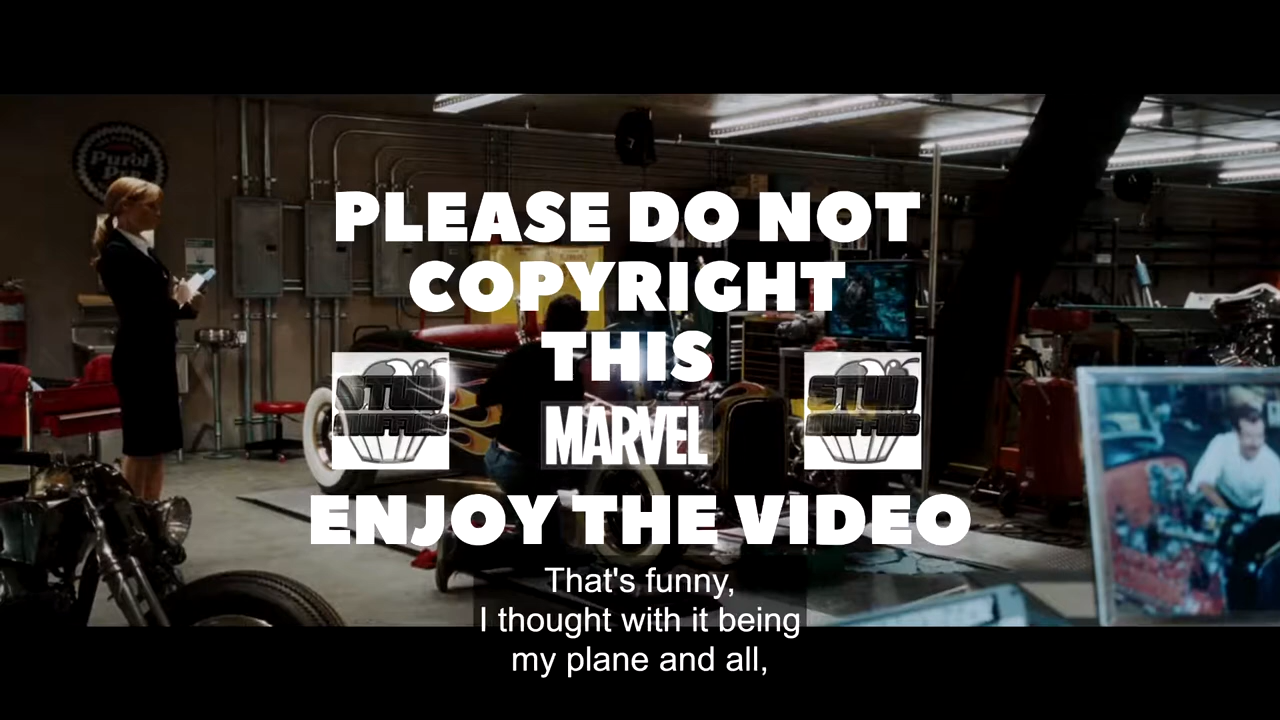 PLEASE DO NOT
COPYRIGHT
THIS
MARVEL
ENJOY THE VIDEO
That's funny,
I thought with it being
my plane and all,